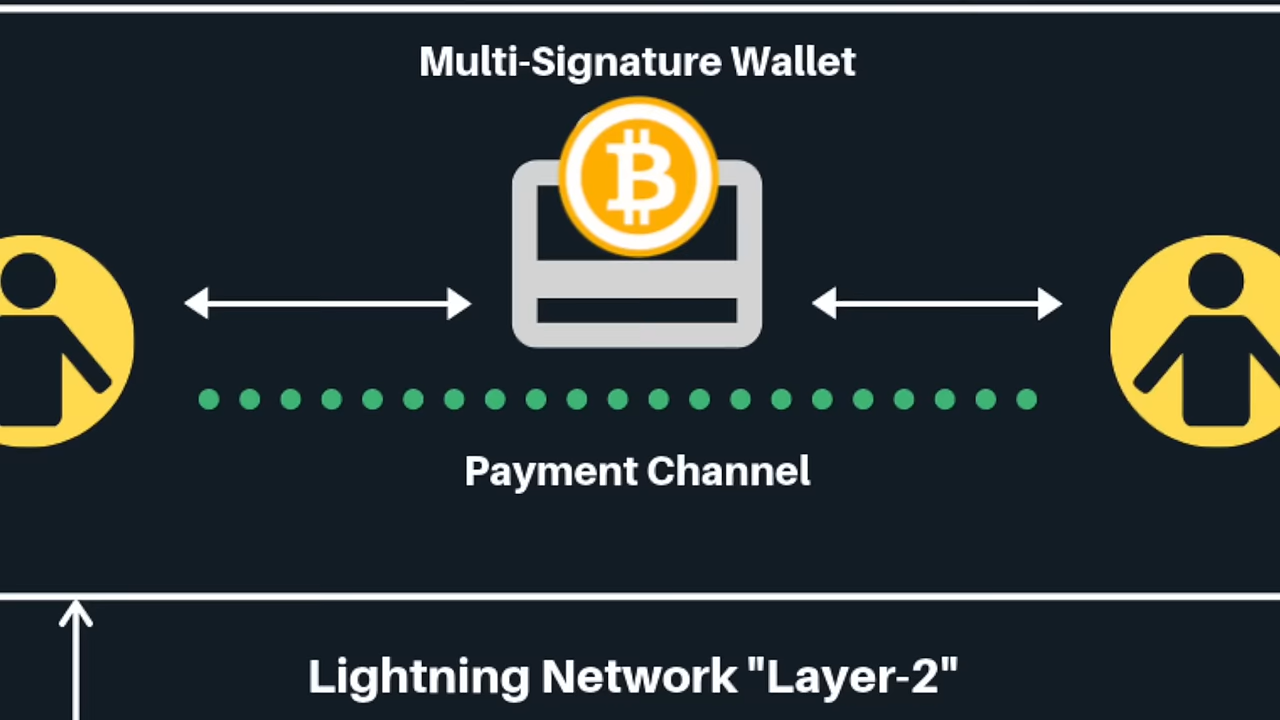 Multi-Signature Wallet
Payment Channel
Lightning Network "Layer-2"